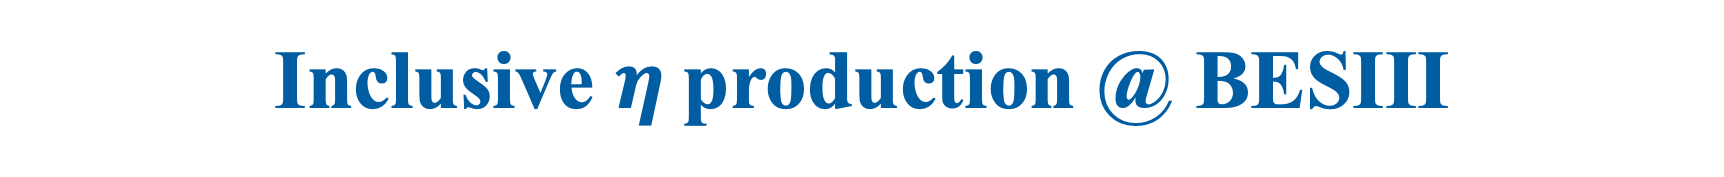 Inclusive η production @ BESIII